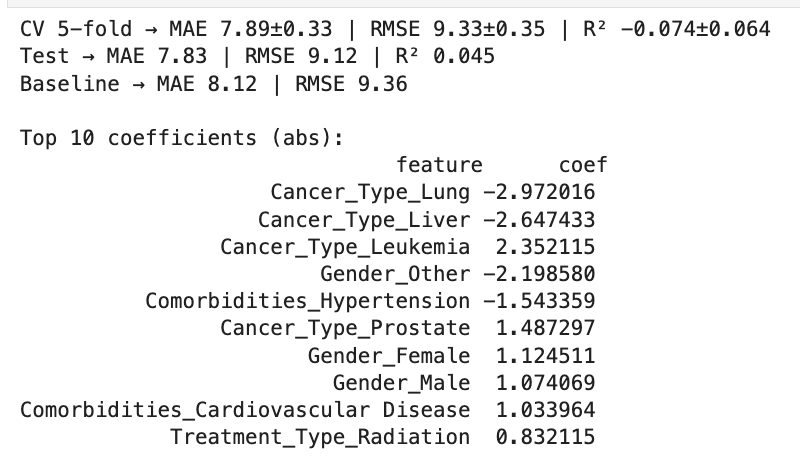 CV 5-fold → MAE 7.89±0.33 | RMSE 9.33±0.35 | R² -0.074±0.064
Test → MAE 7.83 | RMSE 9.12 | R² 0.045
Baseline → MAE 8.12 | RMSE 9.36
Top 10 coefficients (abs):
feature coef
Cancer_Type_Lung -2.972016
Cancer_Type_Liver -2.647433
Cancer_Type_Leukemia 2.352115
Gender_Other -2.198580
Comorbidities_Hypertension -1.543359
Cancer_Type_Prostate 1.487297
Gender_Female 1.124511
Gender_Male 1.074069
Comorbidities_Cardiovascular Disease 1.033964
Treatment_Type_Radiation 0.832115